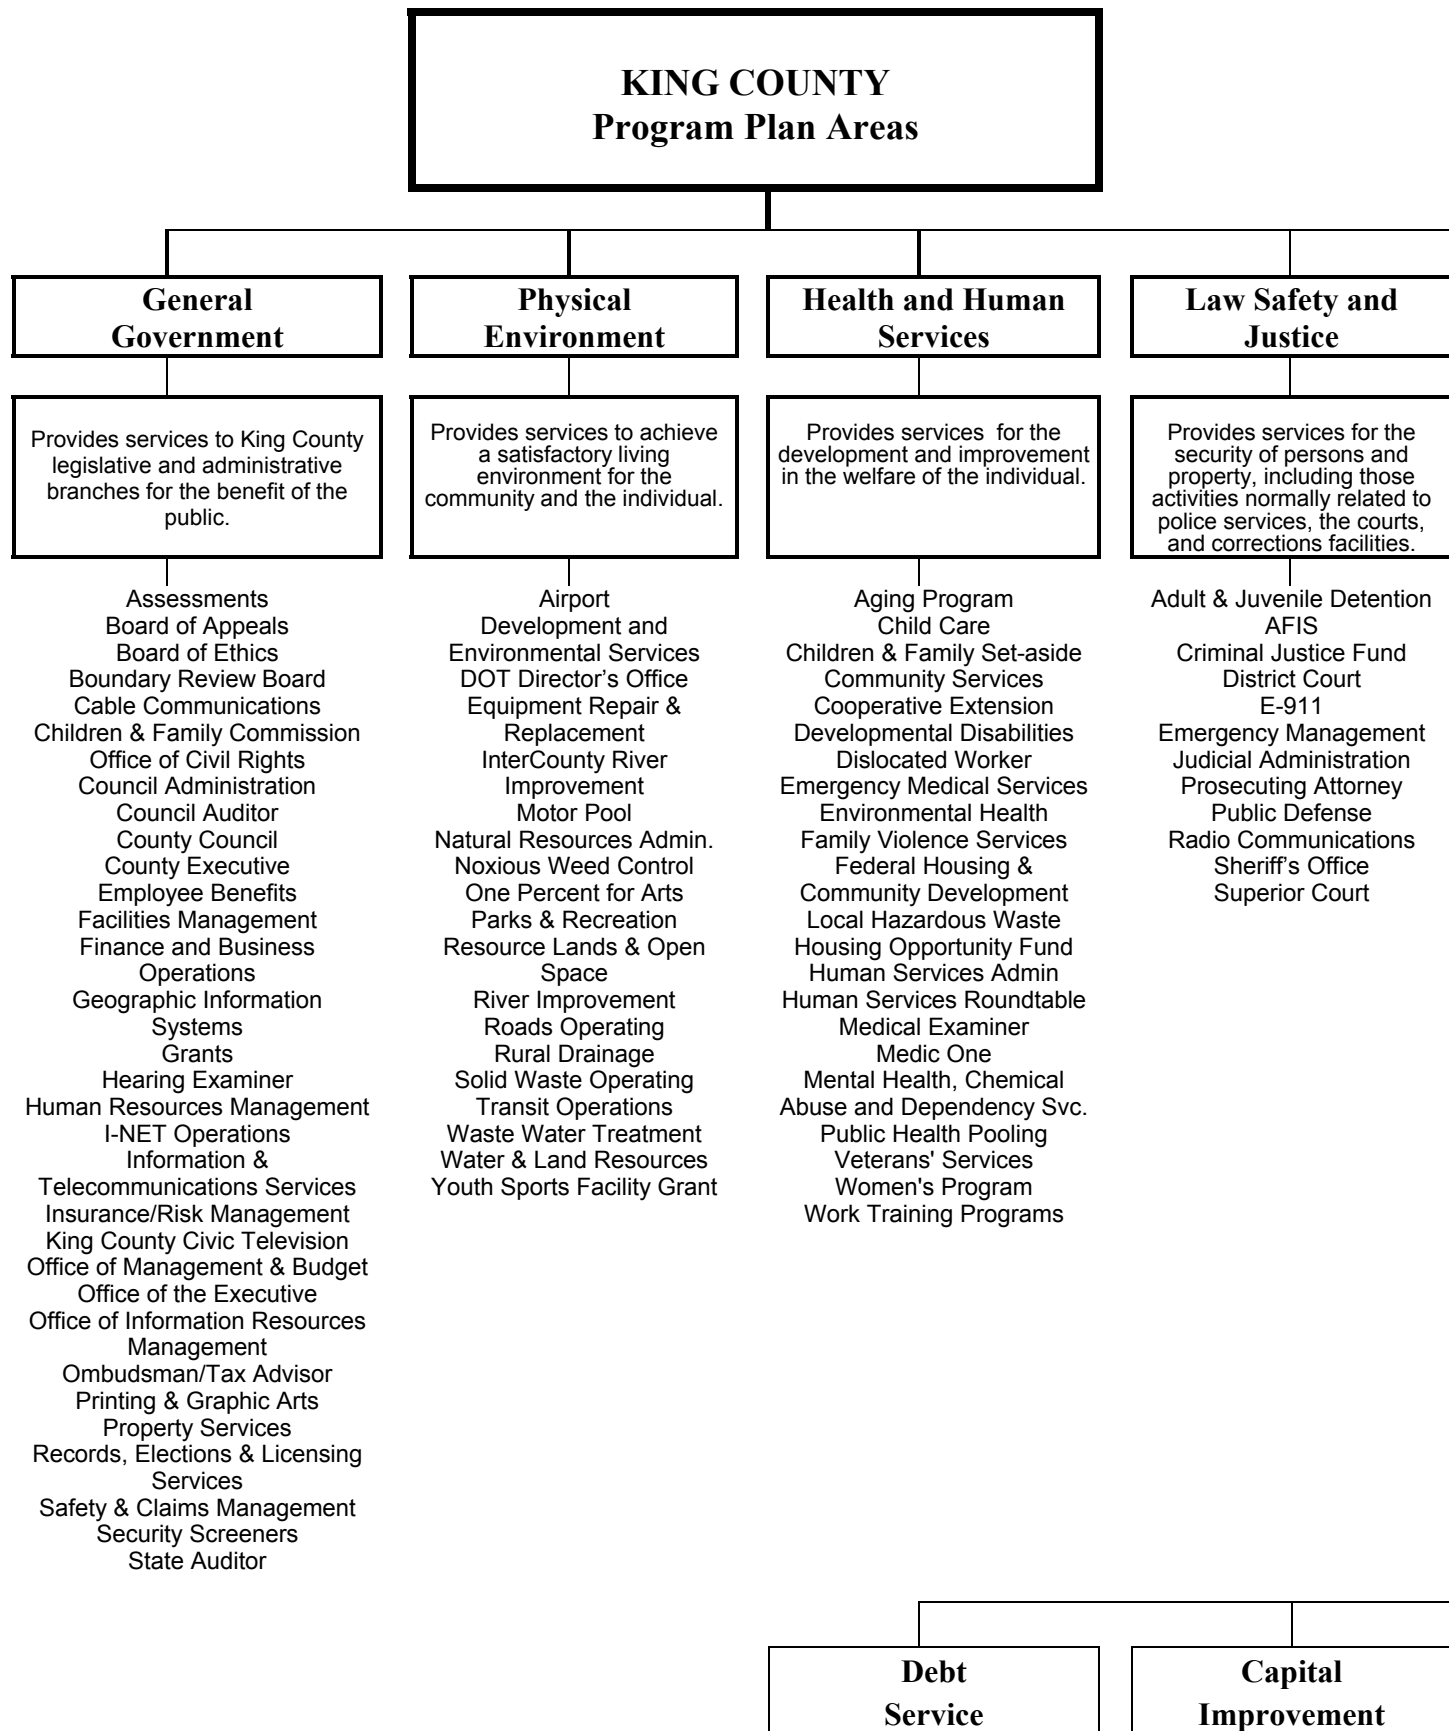 KING COUNTY
Program Plan Areas
General
Government
Provides services to King County
legislative and administrative
branches for the benefit of the
public.
Assessments
Board of Appeals
Board of Ethics
Boundary Review Board
Cable Communications
Children & Family Commission
Office of Civil Rights
Council Administration
Council Auditor
County Council
County Executive
Employee Benefits
Facilities Management
Finance and Business
Operations
Geographic Information
Systems
Grants
Hearing Examiner
Human Resources Management
I-NET Operations
Information &
Telecommunications Services
Insurance/Risk Management
King County Civic Television
Office of Management & Budget
Office of the Executive
Office of Information Resources
Management
Ombudsman/Tax Advisor
Printing & Graphic Arts
Property Services
Records, Elections & Licensing
Services
Safety & Claims Management
Security Screeners
State Auditor
Physical
Environment
Provides services to achieve
a satisfactory living
environment for the
community and the individual.
Airport
Development and
Environmental Services
DOT Director’s Office
Equipment Repair &
Replacement
InterCounty River
Improvement
Motor Pool
Natural Resources Admin.
Noxious Weed Control
One Percent for Arts
Parks & Recreation
Resource Lands & Open
Space
River Improvement
Roads Operating
Rural Drainage
Solid Waste Operating
Transit Operations
Waste Water Treatment
Water & Land Resources
Youth Sports Facility Grant
Health and Human
Services
Provides services for the
development and improvement
in the welfare of the individual.
Aging Program
Child Care
Children & Family Set-aside
Community Services
Cooperative Extension
Developmental Disabilities
Dislocated Worker
Emergency Medical Services
Environmental Health
Family Violence Services
Federal Housing &
Community Development
Local Hazardous Waste
Housing Opportunity Fund
Human Services Admin
Human Services Roundtable
Medical Examiner
Medic One
Mental Health, Chemical
Abuse and Dependency Svc.
Public Health Pooling
Veterans' Services
Women's Program
Work Training Programs
Law Safety and
Justice
Provides services for the
security of persons and
property, including those
activities normally related to
police services, the courts,
and corrections facilities.
Adult & Juvenile Detention
AFIS
Criminal Justice Fund
District Court
E-911
Emergency Management
Judicial Administration
Prosecuting Attorney
Public Defense
Radio Communications
Sheriff’s Office
Superior Court
Debt
Service
Capital
Improvement